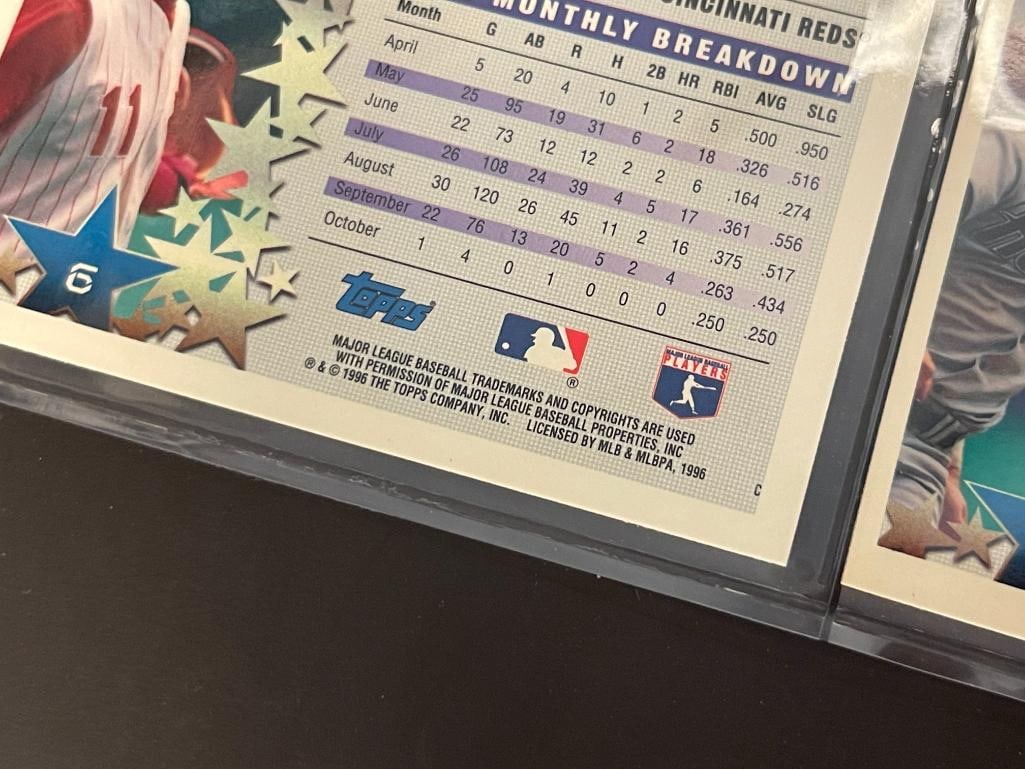 CINCINNATI REDS
MONTHLY BREAKDOWN
Month G AB R H 2B HR RBI AVG SLG
April 5 20 4 10 1 2 5 .500 .950
May 25 95 19 31 6 2 18 .326 .516
June 22 73 12 12 2 2 6 .164 .274
July 26 108 24 39 4 5 17 .361 .556
August 30 120 26 45 11 2 16 .375 .517
September 22 76 13 20 5 2 4 .263 .434
October 1 4 0 1 0 0 0 .250 .250
11
topps
MAJOR LEAGUE BASEBALL
PLAYERS
®
MAJOR LEAGUE BASEBALL TRADEMARKS AND COPYRIGHTS ARE USED
WITH PERMISSION OF MAJOR LEAGUE BASEBALL PROPERTIES, INC
® & © 1996 THE TOPPS COMPANY, INC. LICENSED BY MLB & MLBPA, 1996
C